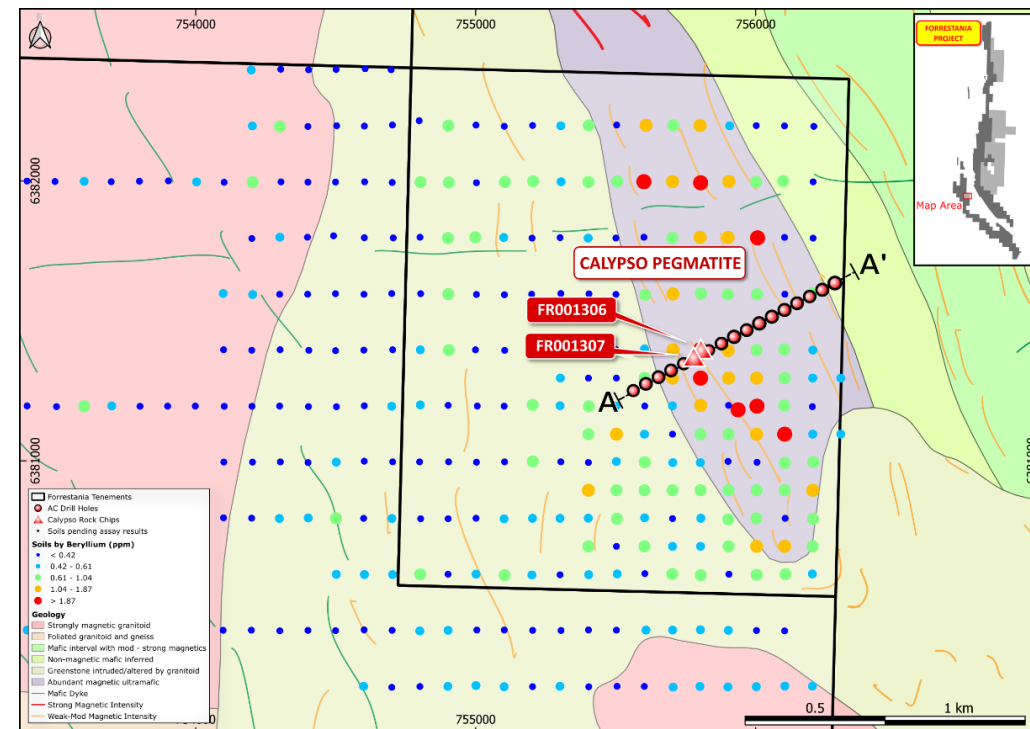 754000
755000
756000
FORRESTANIA
PROJECT
6382000
Map Area
CALYPSO PEGMATITE
A'
FR001306
FR001307
A
6381000
6381000
Forrestania Tenements
AC Drill Holes
Calypso Rock Chips
Soils pending assay results
Soils by Beryllium (ppm)
< 0.42
0.42 - 0.61
0.61 - 1.04
1.04 - 1.87
> 1.87
Geology
Strongly magnetic granitoid
Foliated granitoid and gneiss
Mafic interval with mod - strong magnetics
Non-magnetic mafic inferred
Greenstone intruded/altered by granitoid
Abundant magnetic ultramafic
Mafic Dyke
Strong Magnetic Intensity
Weak-Mod Magnetic Intensity
754000
755000
0.5
1 km